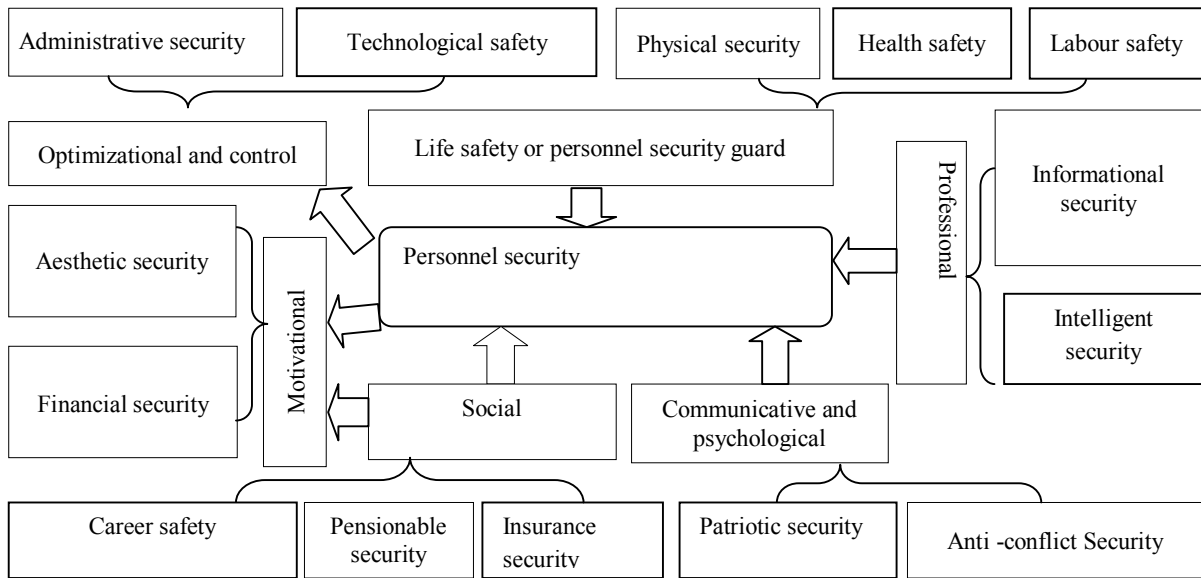 Administrative security
Technological safety
Physical security
Health safety
Labour safety
Optimizational and control
Life safety or personnel security guard
Professional
Informational
security
Aesthetic security
Motivational
Personnel security
Intelligent
security
Financial security
Social
Communicative and
psychological
Career safety
Pensionable
security
Insurance
security
Patriotic security
Anti -conflict Security